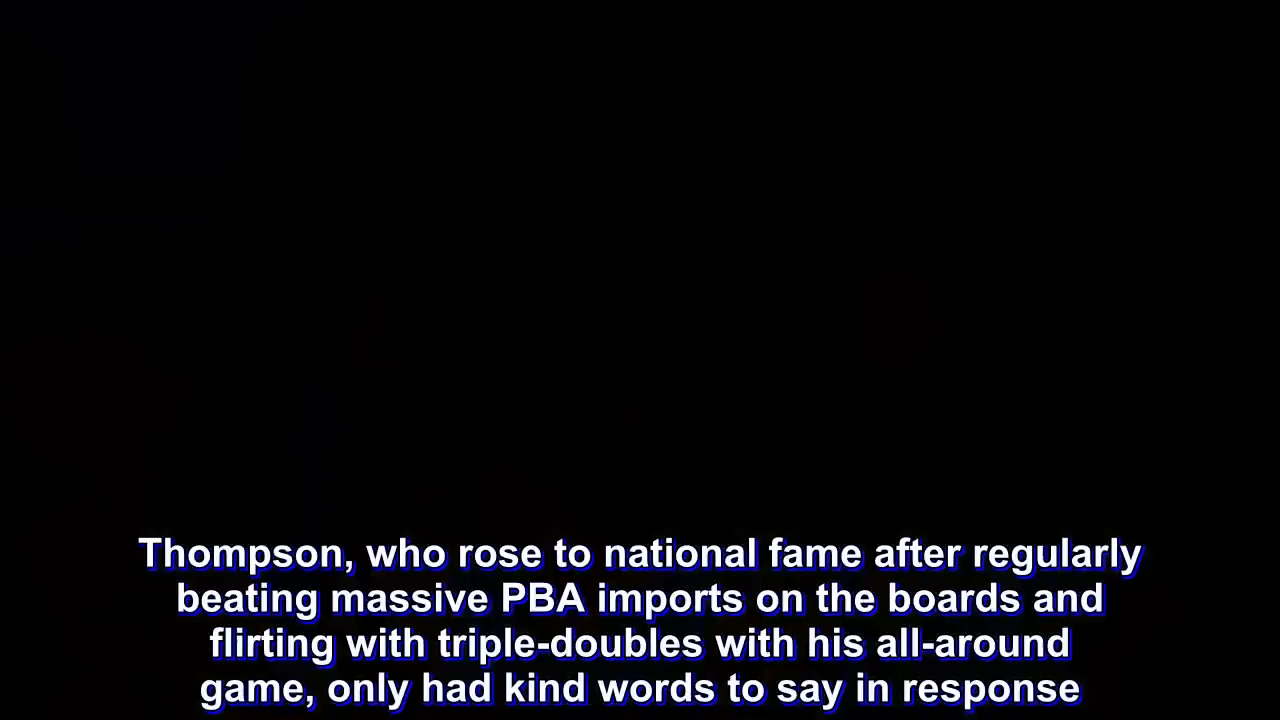 Thompson, who rose to national fame after regularly
beating massive PBA imports on the boards and
flirting with triple-doubles with his all-around
game, only had kind words to say in response